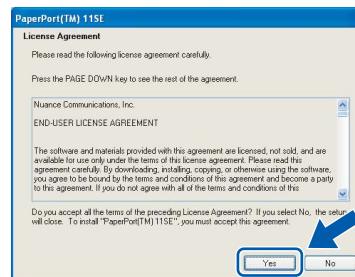 PaperPort(TM) 11SE
License Agreement
Please read the following license agreement carefully.
Press the PAGE DOWN key to see the rest of the agreement.
Nuance Communications, Inc.
END-USER LICENSE AGREEMENT
The software and materials provided with this agreement are licensed, not sold, and are
available for use only under the terms of this license agreement. Please read this
agreement carefully. By downloading, installing, copying, or otherwise using the software,
you agree to be bound by the terms and conditions of this agreement and become a party
to this agreement. If you do not agree with all of the terms and conditions of this
Do you accept all the terms of the preceding License Agreement? If you select No, the setup
will close. To install "PaperPort(TM) 11SE", you must accept this agreement.
Yes
No